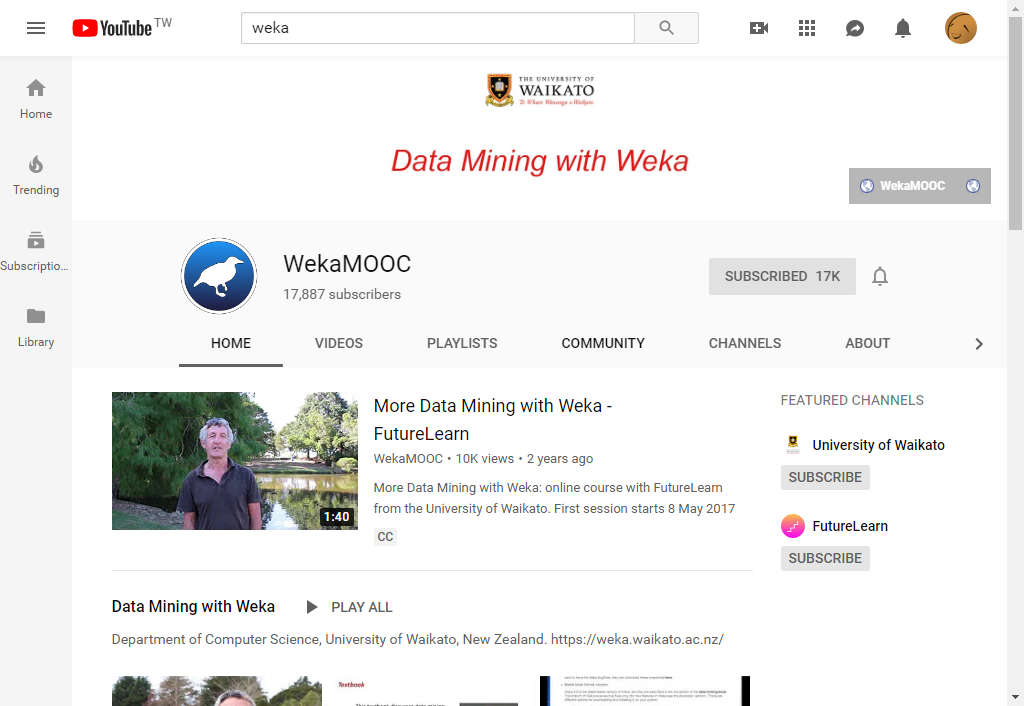 YouTube TW
weka
THE UNIVERSITY OF
WAIKATO
Te Whare Wānanga o Waikato
Data Mining with Weka
WekaMOOC
Home
Trending
Subscriptio...
Library
WekaMOOC
17,887 subscribers
SUBSCRIBED 17K
HOME VIDEOS PLAYLISTS COMMUNITY CHANNELS ABOUT
1:40
More Data Mining with Weka -
FutureLearn
WekaMOOC • 10K views • 2 years ago
More Data Mining with Weka: online course with FutureLearn
from the University of Waikato. First session starts 8 May 2017
CC
FEATURED CHANNELS
University of Waikato
SUBSCRIBE
FutureLearn
SUBSCRIBE
Data Mining with Weka PLAY ALL
Department of Computer Science, University of Waikato, New Zealand. https://weka.waikato.ac.nz/
Textbook